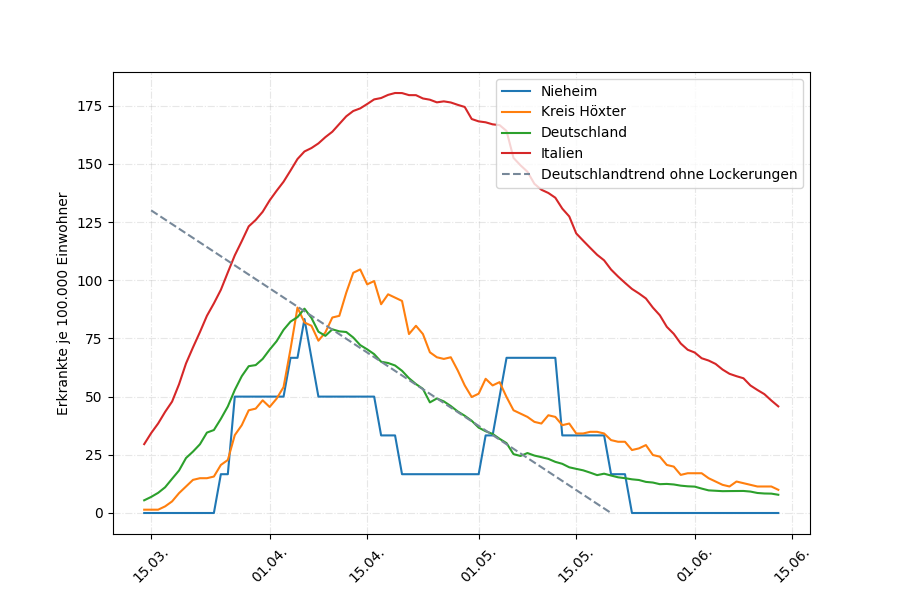 Nieheim
Kreis Höxter
Deutschland
Italien
Deutschlandtrend ohne Lockerungen
Erkrankte je 100.000 Einwohner
175
150
125
100
75
50
25
0
15.03.
01.04.
15.04.
01.05.
15.05.
01.06.
15.06.